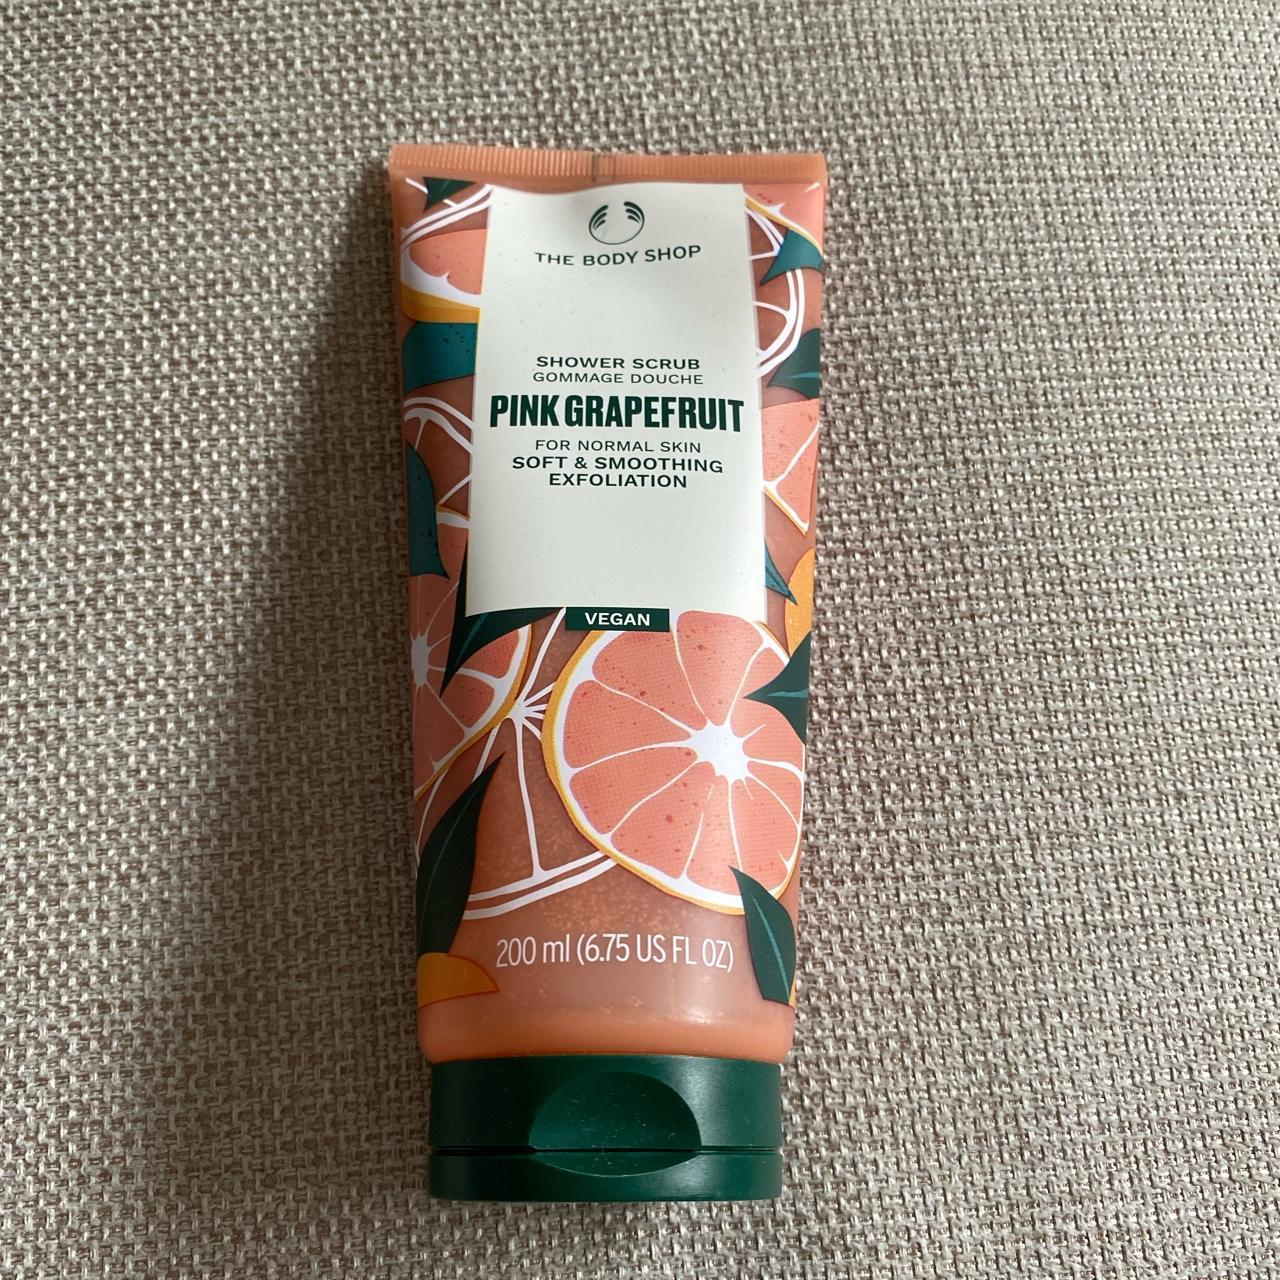 THE BODY SHOP
SHOWER SCRUB
GOMMAGE DOUCHE
PINK GRAPEFRUIT
FOR NORMAL SKIN
SOFT & SMOOTHING
EXFOLIATION
VEGAN
200 ml (6.75 US FL OZ)